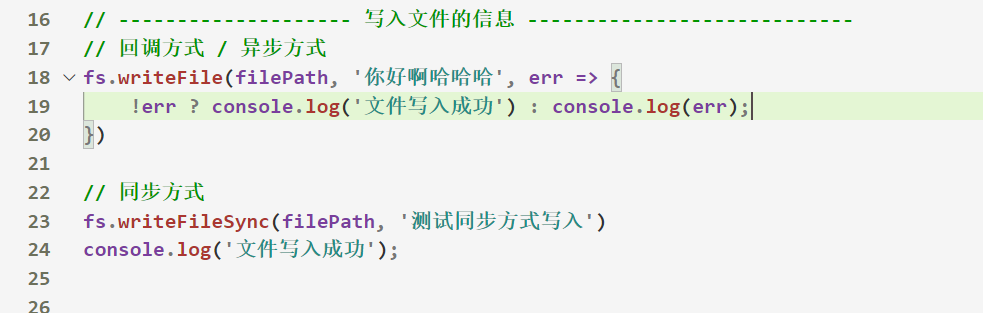 16 // -------------------- 写入文件的信息 ----------------------------
17 // 回调方式 / 异步方式
18 fs.writeFile(filePath, '你好啊哈哈哈', err => {
19     !err ? console.log('文件写入成功') : console.log(err);
20 })
21
22 // 同步方式
23 fs.writeFileSync(filePath, '测试同步方式写入')
24 console.log('文件写入成功');
25
26